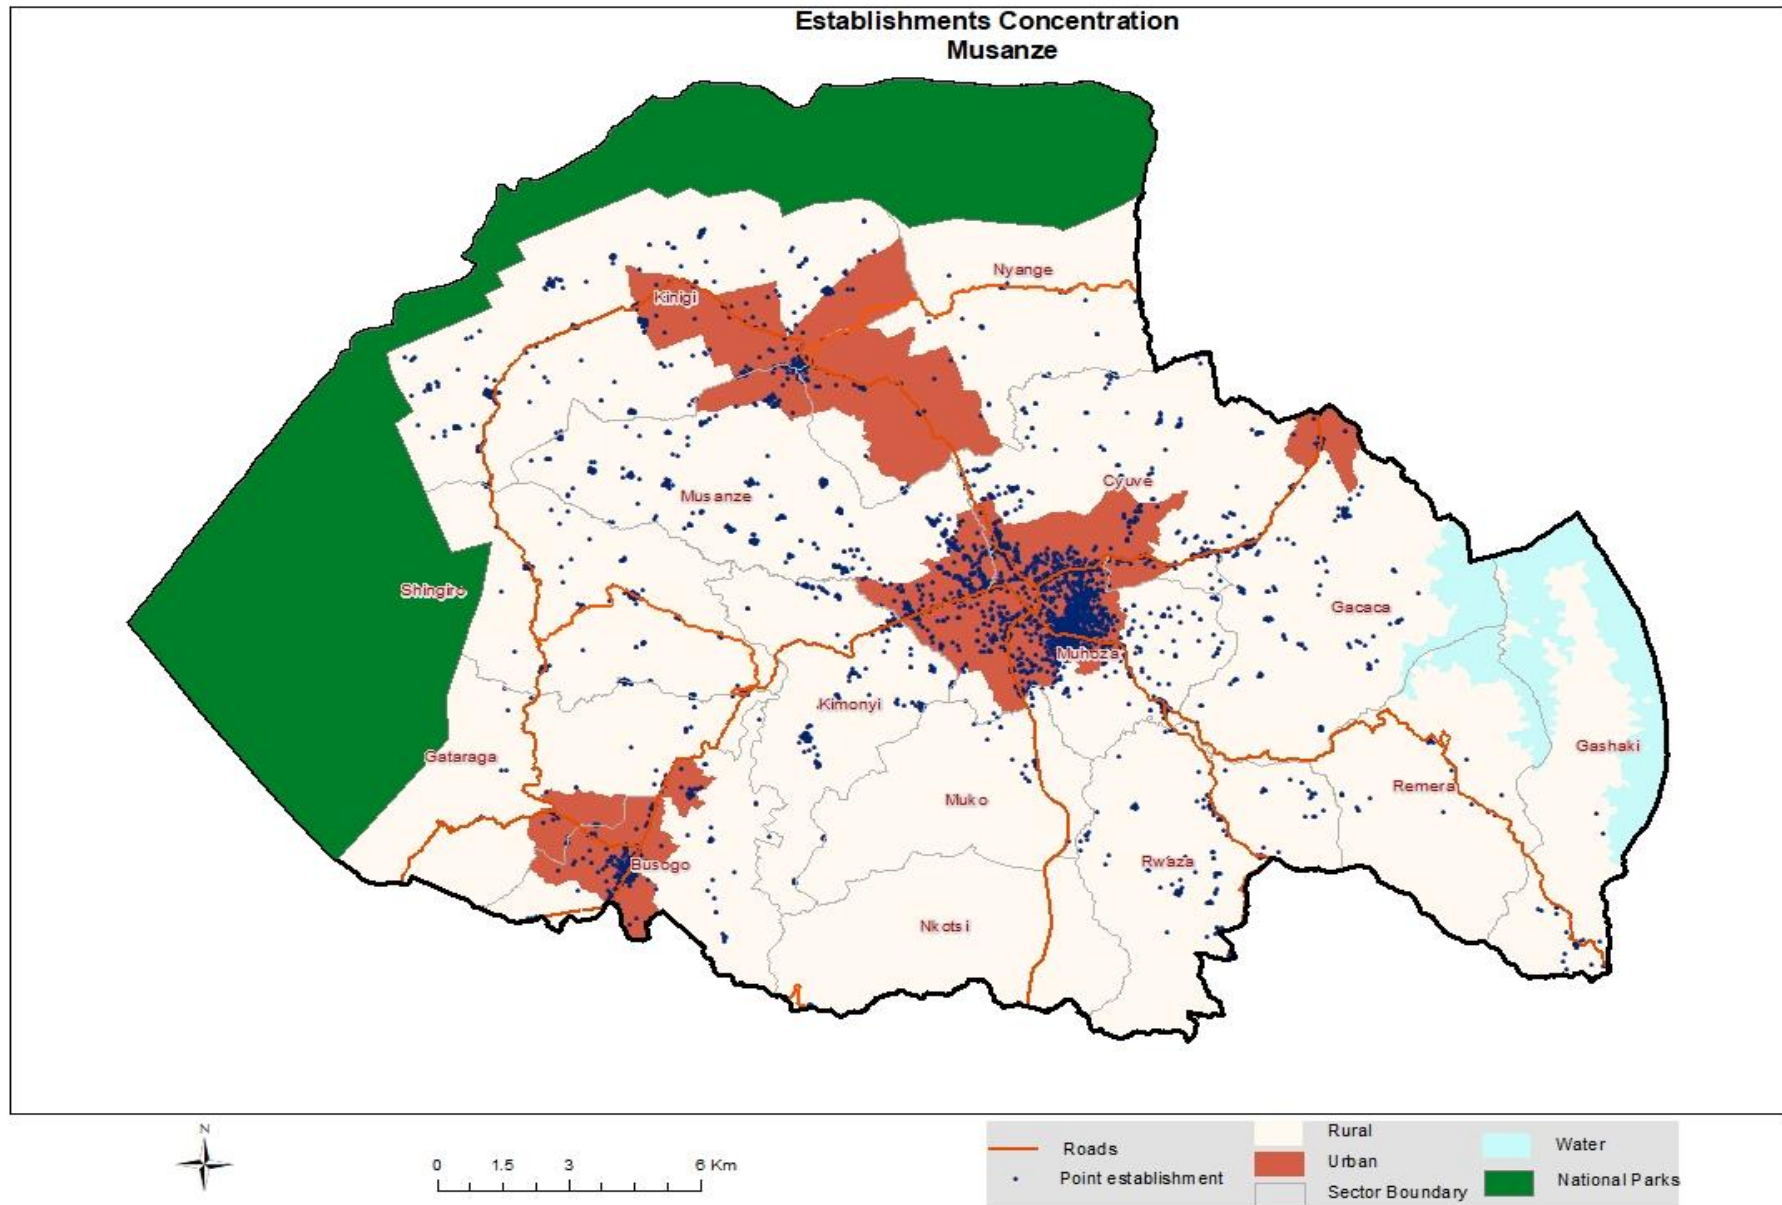 Establishments Concentration
Musanze
Nyange
Kinigi
Cyuve
Musanze
Shingiro
Gacaca
Muhoza
Kimonyi
Gashaki
Gataraga
Remera
Muko
Busogo
Rwaza
Nkotsi
N
0 1.5 3 6 Km
Roads
Point establishment
Rural
Urban
Sector Boundary
Water
National Parks